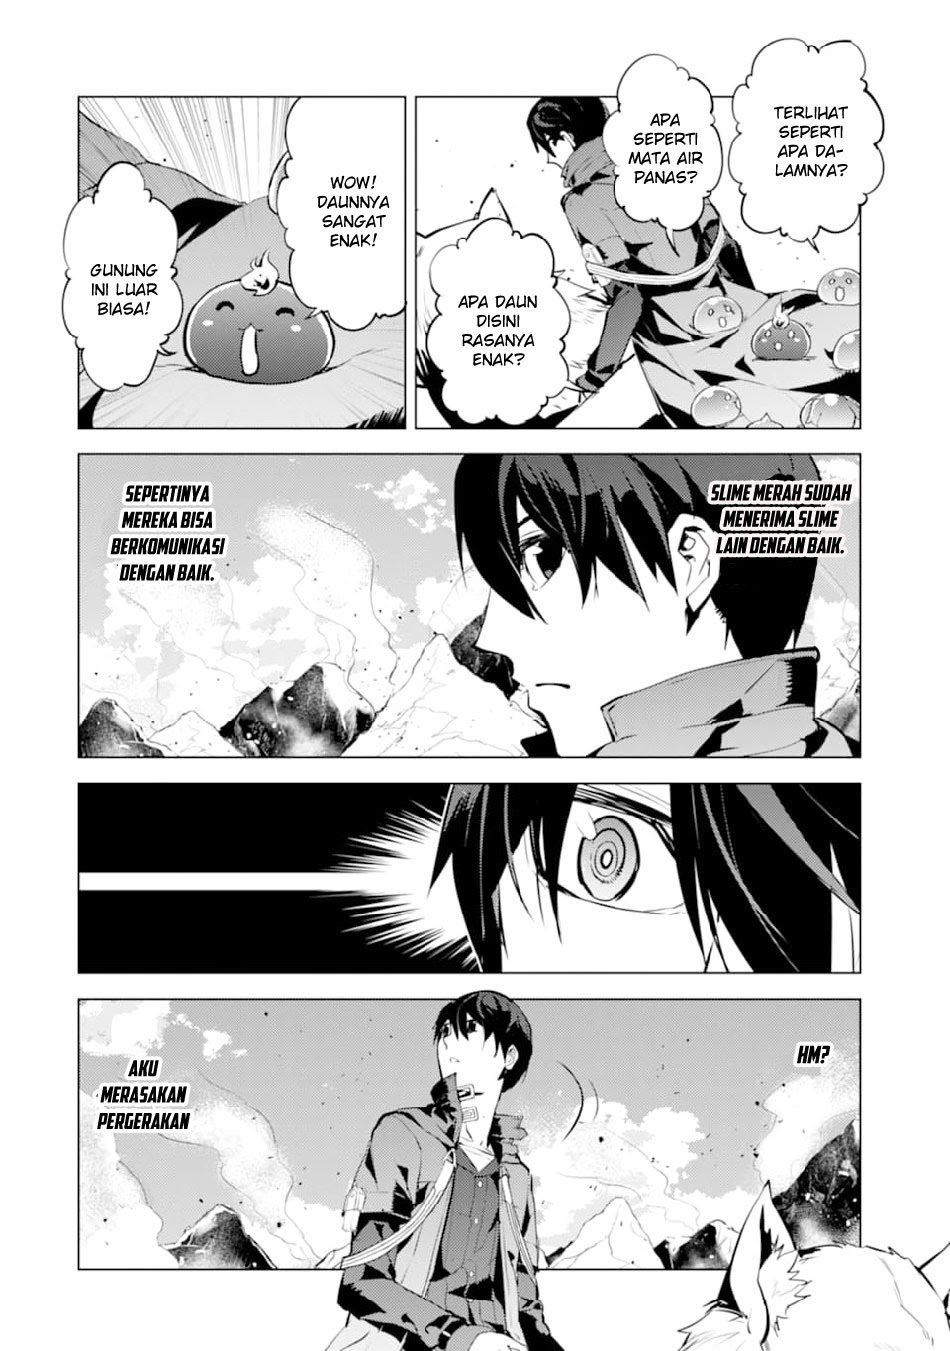 TERLIHAT
SEPERTI
APA DA-
LAMNYA?
APA
SEPERTI
MATA AIR
PANAS?
APA DAUN
DISINI
RASANYA
ENAK?
WOW!
DAUNNYA
SANGAT
ENAK!
GUNUNG
INI LUAR
BIASA!
SLIME MERAH SUDAH
MENERIMA SLIME
LAIN DENGAN BAIK.
SEPERTINYA
MEREKA BISA
BERKOMUNIKASI
DENGAN BAIK.
HM?
AKU
MERASAKAN
PERGERAKAN